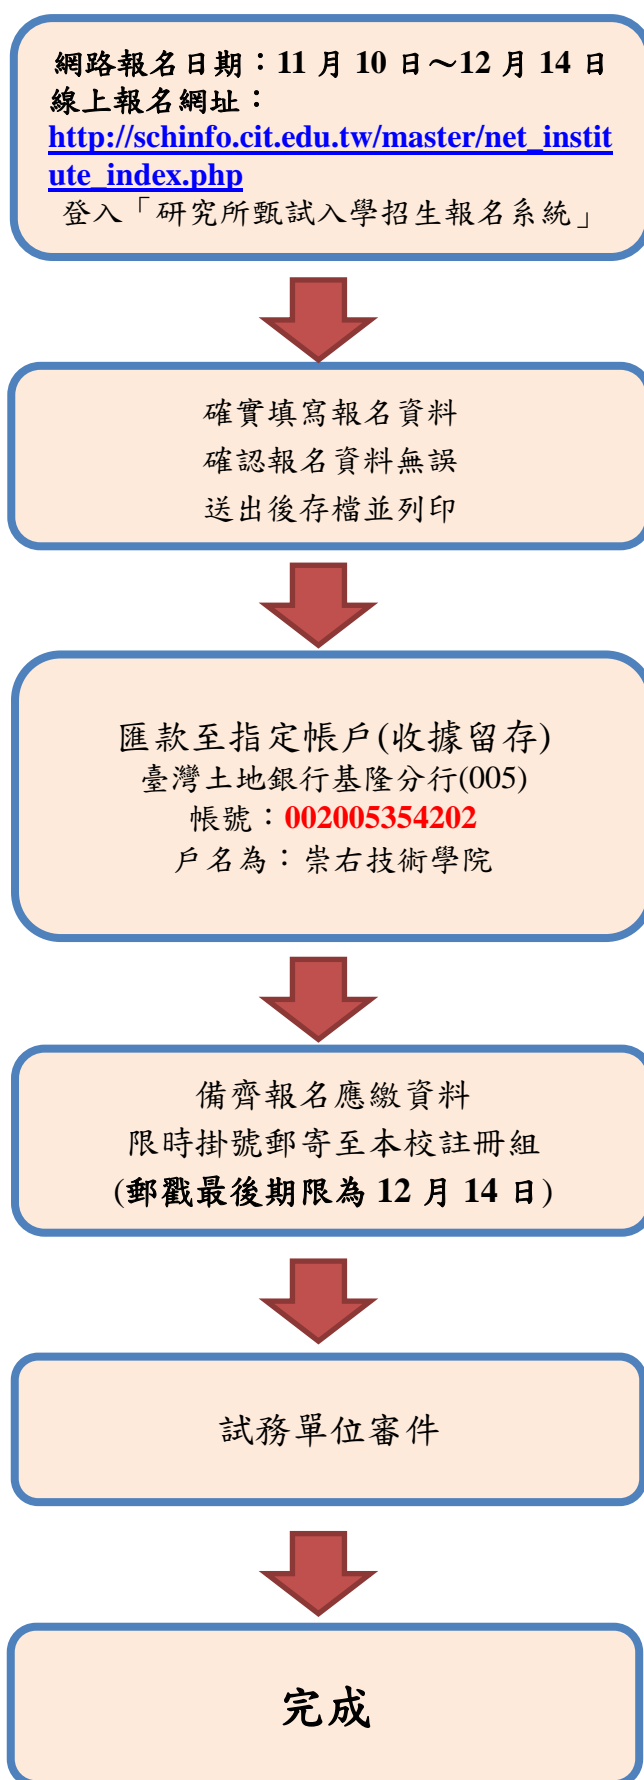 網路報名日期：11 月 10 日～12 月 14 日
線上報名網址：
http://schinfo.cit.edu.tw/master/net_instit
ute_index.php
登入「研究所甄試入學招生報名系統」
確實填寫報名資料
確認報名資料無誤
送出後存檔並列印
匯款至指定帳戶(收據留存)
臺灣土地銀行基隆分行(005)
帳號：002005354202
戶名為：崇右技術學院
備齊報名應繳資料
限時掛號郵寄至本校註冊組
(郵戳最後期限為 12 月 14 日)
試務單位審件
完成